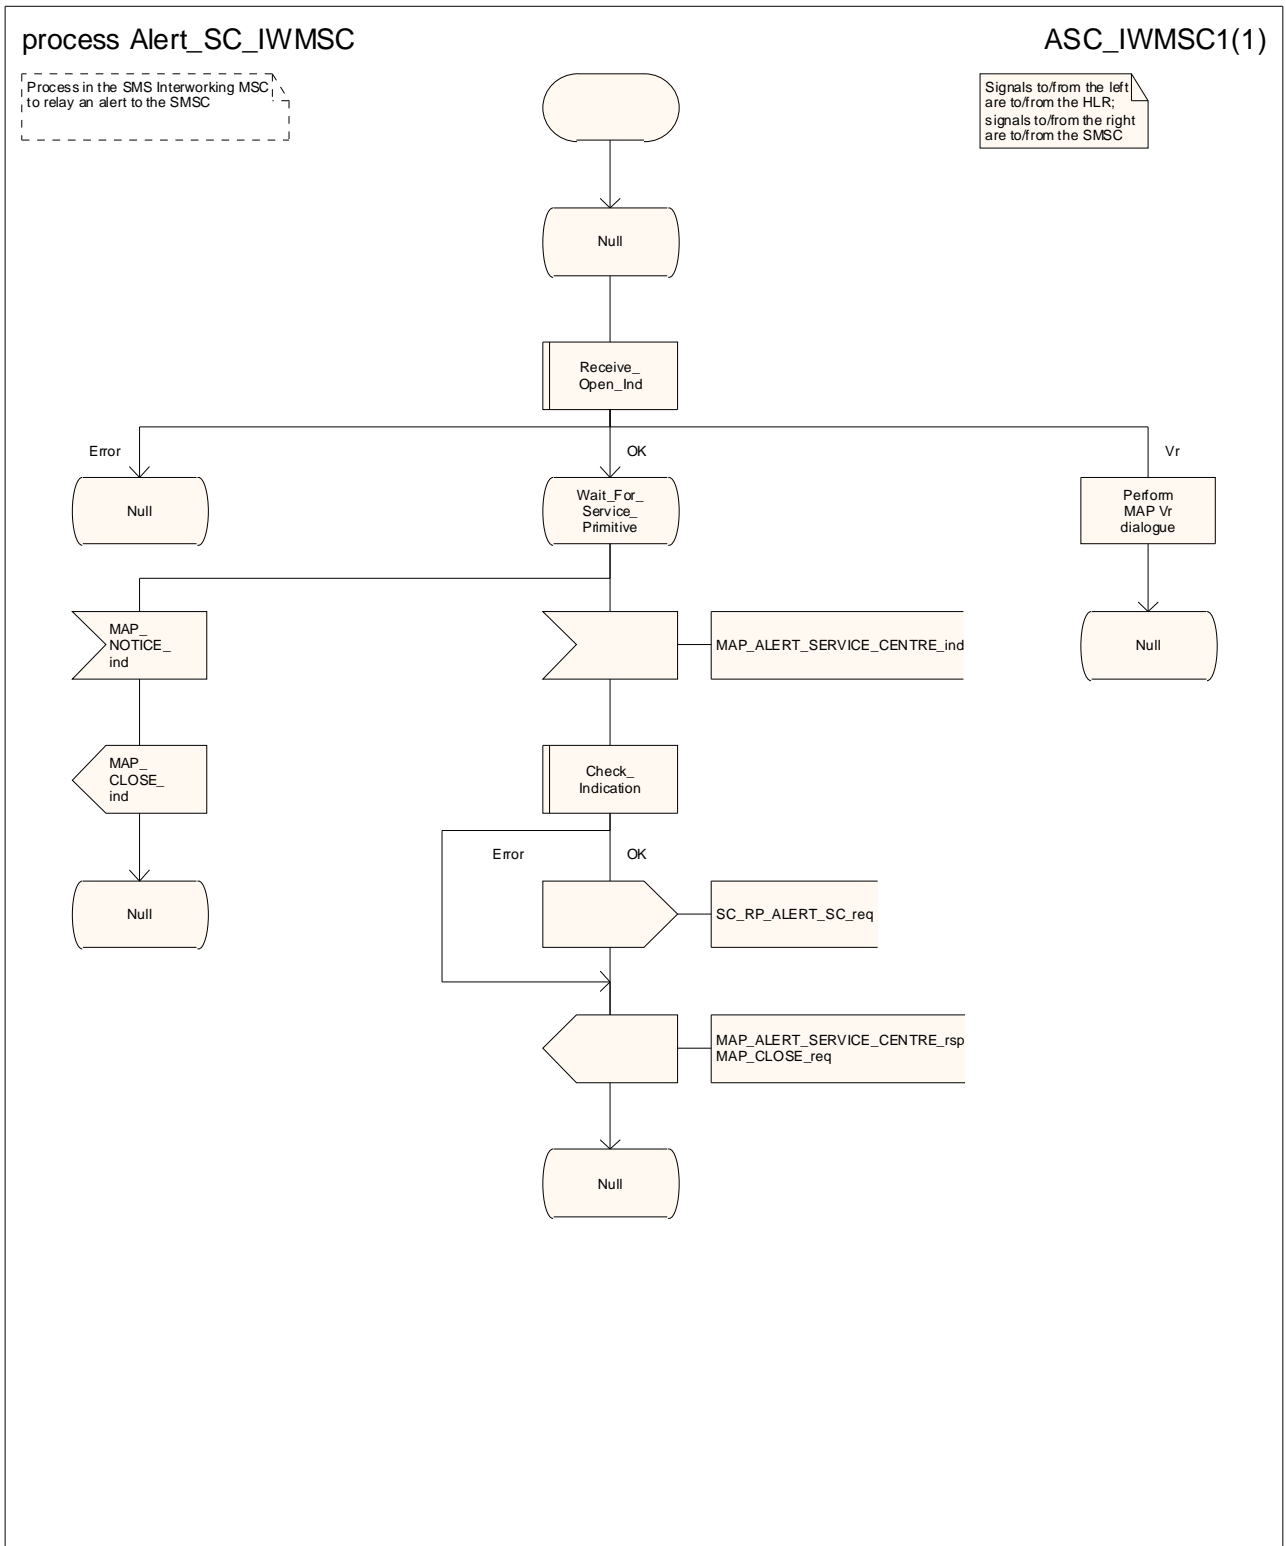 process Alert_SC_IWMSC
ASC_IWMSC1(1)
Process in the SMS Interworking MSC
to relay an alert to the SMSC
Signals to/from the left
are to/from the HLR;
signals to/from the right
are to/from the SMSC
Null
Receive_
Open_Ind
Error
OK
Vr
Null
Wait_For_
Service_
Primitive
Perform
MAP Vr
dialogue
MAP_
NOTICE_
ind
MAP_ALERT_SERVICE_CENTRE_ind
Null
MAP_
CLOSE_
ind
Check_
Indication
Error
OK
Null
SC_RP_ALERT_SC_req
MAP_ALERT_SERVICE_CENTRE_rsp
MAP_CLOSE_req
Null